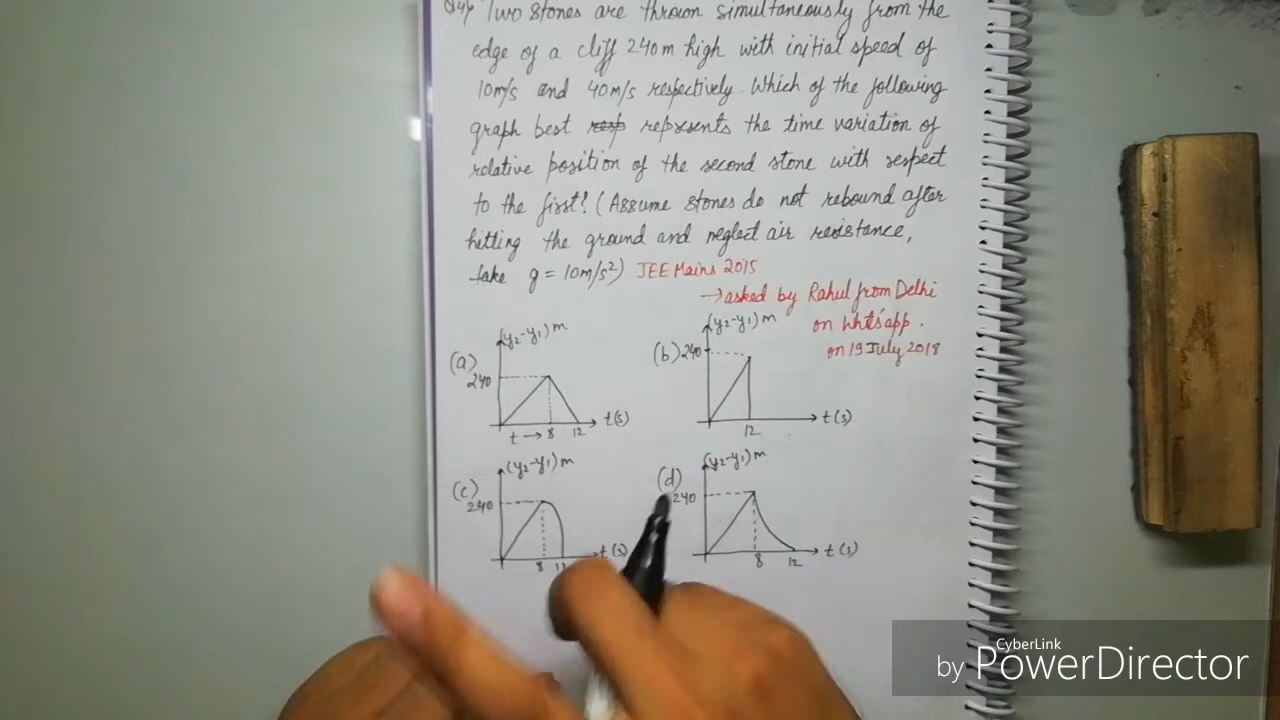 Q4) Two stones are thrown simultaneously from the
edge of a cliff 240m high with initial speed of
10m/s and 40m/s respectively. Which of the following
graph best represents the time variation of
relative position of the second stone with respect
to the first? (Assume stones do not rebound after
hitting the ground and neglect air resistance,
take g = 10m/s²) JEE Mains 2015
→ asked by Rahul from Delhi
on Whts'app.
on 19 July 2018
(a) (y₂-y₁)m
240
t → 8 12 t(s)
(b) (y₂-y₁)m
240
12 t(s)
(c) (y₂-y₁)m
240
8 t(s)
(d) (y₂-y₁)m
240
8 12 t(s)
CyberLink
by PowerDirector